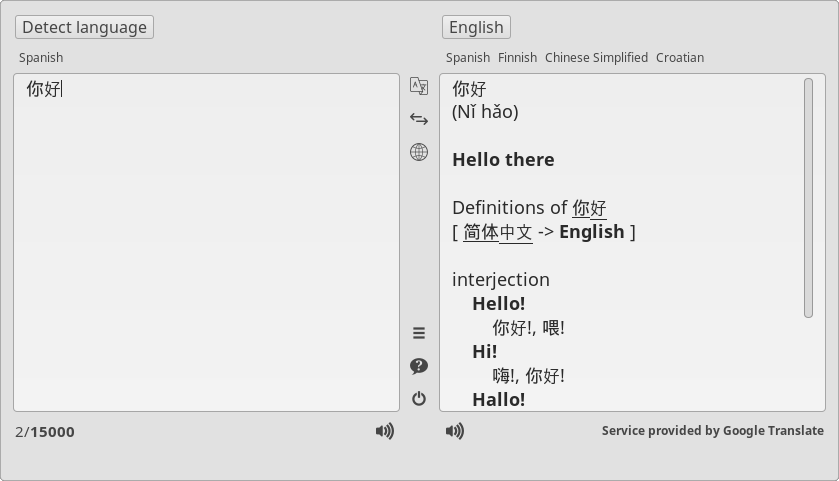 Detect language
English
Spanish
Spanish Finnish Chinese Simplified Croatian
你好
你好
(Nǐ hǎo)
Hello there
Definitions of 你好
[ 简体中文 -> English ]
interjection
Hello!
你好!, 喂!
Hi!
嗨!, 你好!
Hallo!
2/15000
Service provided by Google Translate